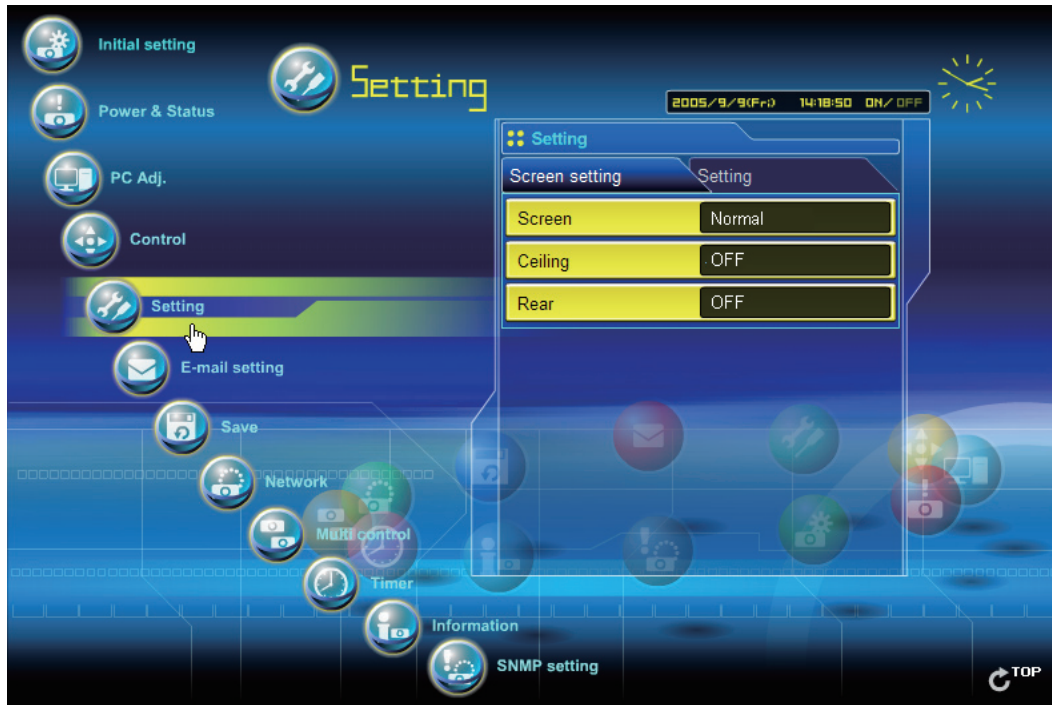 Initial setting
Power & Status
PC Adj.
Control
Setting
E-mail setting
Save
Network
Multi control
Timer
Information
SNMP setting
Setting
2005/9/9(Fri) 14:18:50 ON/OFF
Setting
Screen setting Setting
Screen Normal
Ceiling OFF
Rear OFF
TOP